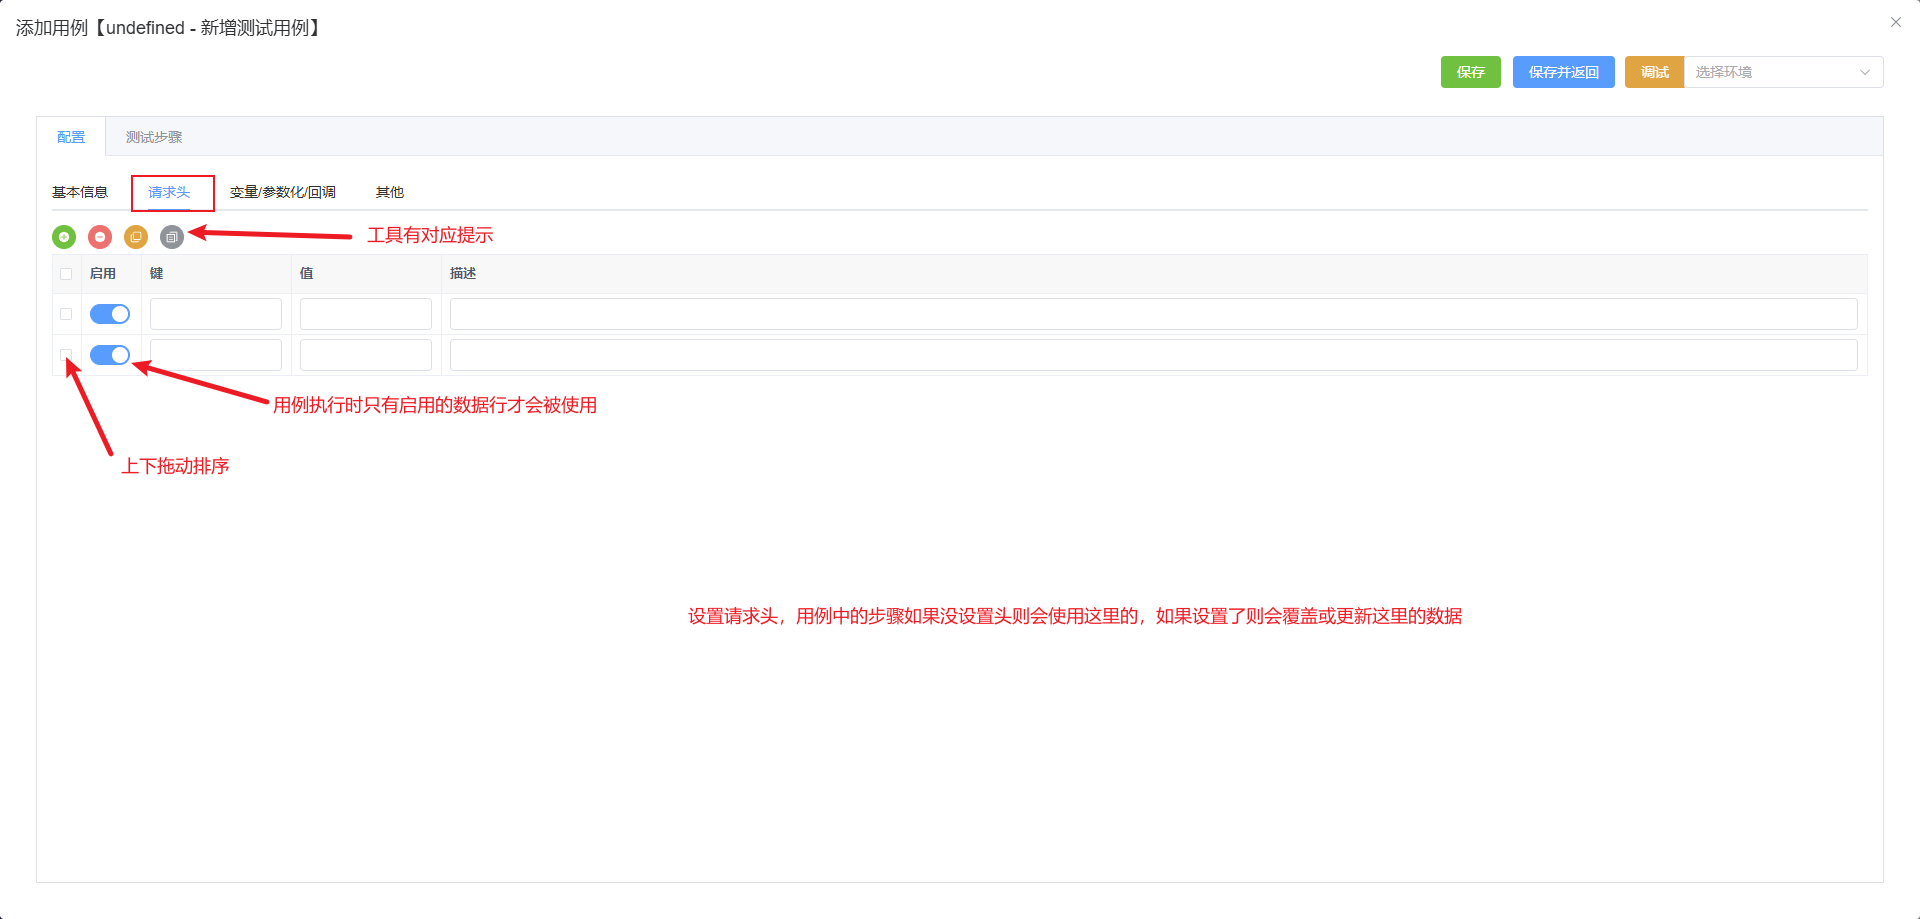 添加用例【undefined - 新增测试用例】
保存
保存并返回
调试
选择环境
配置
测试步骤
基本信息
请求头
变量/参数化/回调
其他
工具有对应提示
启用
键
值
描述
用例执行时只有启用的数据行才会被使用
上下拖动排序
设置请求头，用例中的步骤如果没设置头则会使用这里的，如果设置了则会覆盖或更新这里的数据